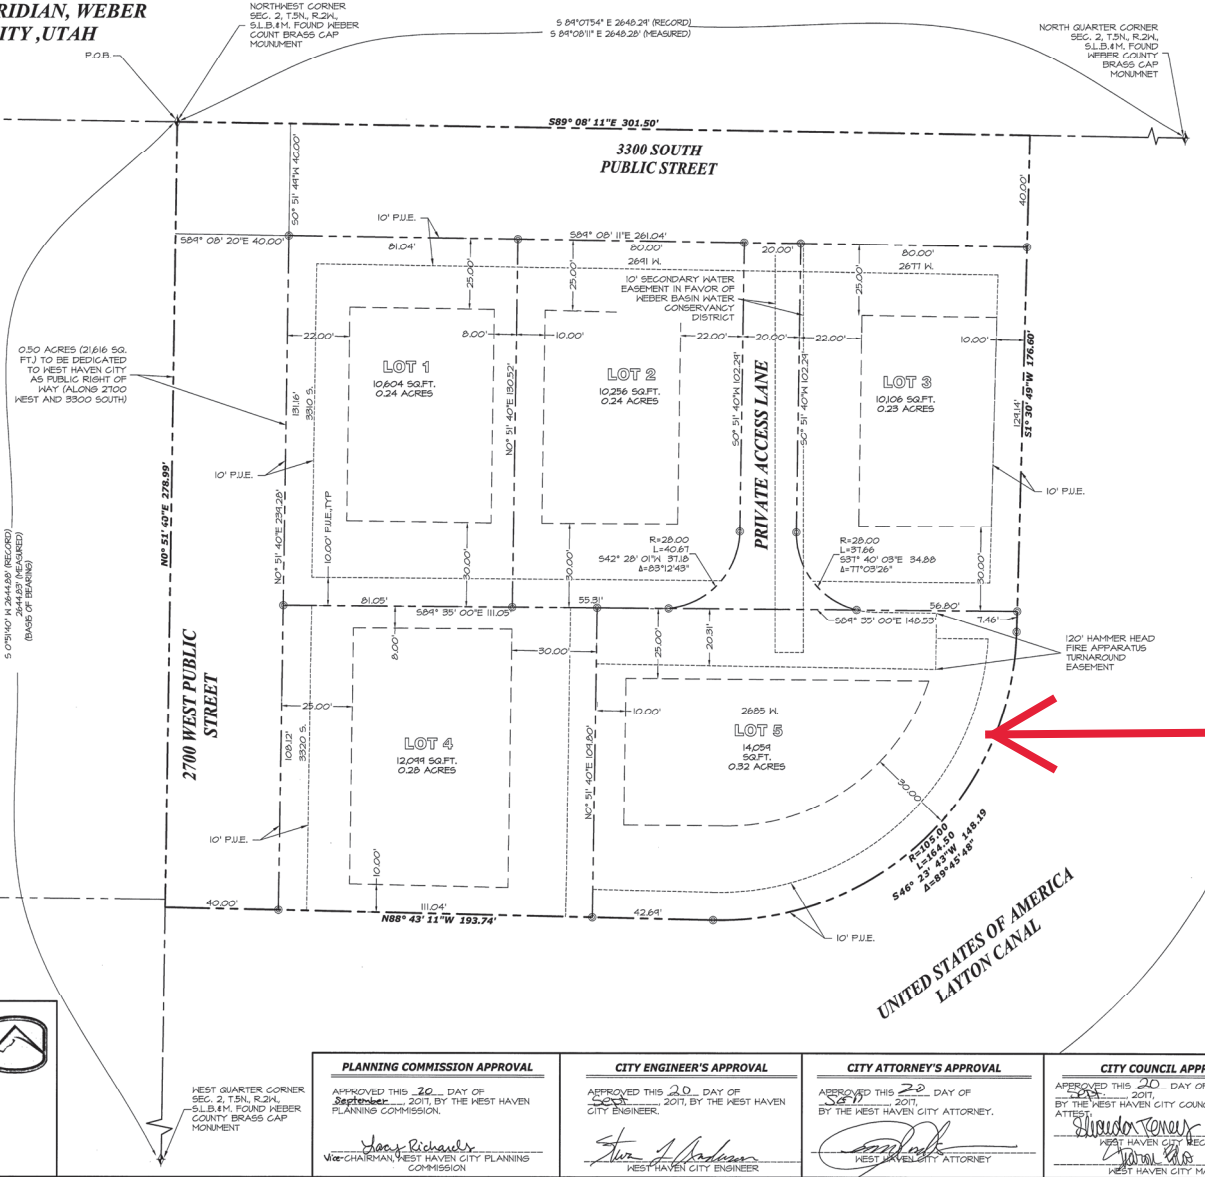 RIDIAN, WEBER
ITY ,UTAH
P.O.B.
NORTHWEST CORNER
SEC. 2, T.5N., R.2W.,
S.L.B.&M. FOUND WEBER
COUNT BRASS CAP
MOUNUMENT
S 89°07'54" E 2648.29' (RECORD)
S 89°08'11" E 2648.28' (MEASURED)
NORTH QUARTER CORNER
SEC. 2, T.5N., R.2W.,
S.L.B.&M. FOUND
WEBER COUNTY
BRASS CAP
MONUMNET
S89° 08' 11"E 301.50'
3300 SOUTH
PUBLIC STREET
S0° 51' 49"W 40.00'
40.00'
S89° 08' 20"E 40.00'
10' P.U.E.
S89° 08' 11"E 261.04'
81.04'
80.00'
20.00'
80.00'
2691 W.
2677 W.
25.00'
25.00'
25.00'
10' SECONDARY WATER
EASEMENT IN FAVOR OF
WEBER BASIN WATER
CONSERVANCY
DISTRICT
22.00'
8.00'
10.00'
22.00'
20.00'
22.00'
10.00'
0.50 ACRES (21,616 SQ.
FT.) TO BE DEDICATED
TO WEST HAVEN CITY
AS PUBLIC RIGHT OF
WAY (ALONG 2700
WEST AND 3300 SOUTH)
LOT 1
10,604 SQ.FT.
0.24 ACRES
LOT 2
10,256 SQ.FT.
0.24 ACRES
LOT 3
10,106 SQ.FT.
0.23 ACRES
131.16'
3310 S.
N0° 51' 40"E 130.52'
S0° 51' 40"W 102.29'
PRIVATE ACCESS LANE
S0° 51' 40"W 102.29'
129.14'
S1° 30' 49"W 176.60'
N0° 51' 40"E 278.99'
10' P.U.E.
10' P.U.E.
N0° 51' 40"E 239.28'
10.00' P.U.E.,TYP
30.00'
30.00'
30.00'
R=28.00
L=40.67
S42° 28' 01"W 37.18
Δ=83°12'43"
R=28.00
L=37.66
S37° 40' 03"E 34.88
Δ=77°03'26"
S 0°51'40" W 2644.88' (RECORD)
2644.83' (MEASURED)
(BASIS OF BEARING)
81.05'
S89° 35' 00"E 111.05'
55.31'
56.80'
S89° 35' 00"E 148.53'
7.46'
8.00'
30.00'
25.00'
20.31'
120' HAMMER HEAD
FIRE APPARATUS
TURNAROUND
EASEMENT
2700 WEST PUBLIC
STREET
25.00'
10.00'
2685 W.
LOT 4
12,099 SQ.FT.
0.28 ACRES
LOT 5
14,059
SQ.FT.
0.32 ACRES
108.12'
3320 S.
N0° 51' 40"E 109.80'
30.00
10' P.U.E.
10.00'
R=105.00
L=164.50
S46° 23' 43"W 148.19
Δ=89°45'48"
40.00'
111.04'
42.69'
N88° 43' 11"W 193.74'
10' P.U.E.
UNITED STATES OF AMERICA
LAYTON CANAL
WEST QUARTER CORNER
SEC. 2, T.5N., R.2W.,
S.L.B.&M. FOUND WEBER
COUNTY BRASS CAP
MONUMENT
PLANNING COMMISSION APPROVAL
APPROVED THIS 20 DAY OF
September, 2017, BY THE WEST HAVEN
PLANNING COMMISSION.
Lacy Richards
Vice-CHAIRMAN, WEST HAVEN CITY PLANNING
COMMISSION
CITY ENGINEER'S APPROVAL
APPROVED THIS 20 DAY OF
Sept, 2017, BY THE WEST HAVEN
CITY ENGINEER.
WEST HAVEN CITY ENGINEER
CITY ATTORNEY'S APPROVAL
APPROVED THIS 20 DAY OF
Sept, 2017,
BY THE WEST HAVEN CITY ATTORNEY.
WEST HAVEN CITY ATTORNEY
CITY COUNCIL APPR
APPROVED THIS 20 DAY OF
Sept, 2017,
BY THE WEST HAVEN CITY COUNC
ATTEST:
WEST HAVEN CITY REC
WEST HAVEN CITY MA